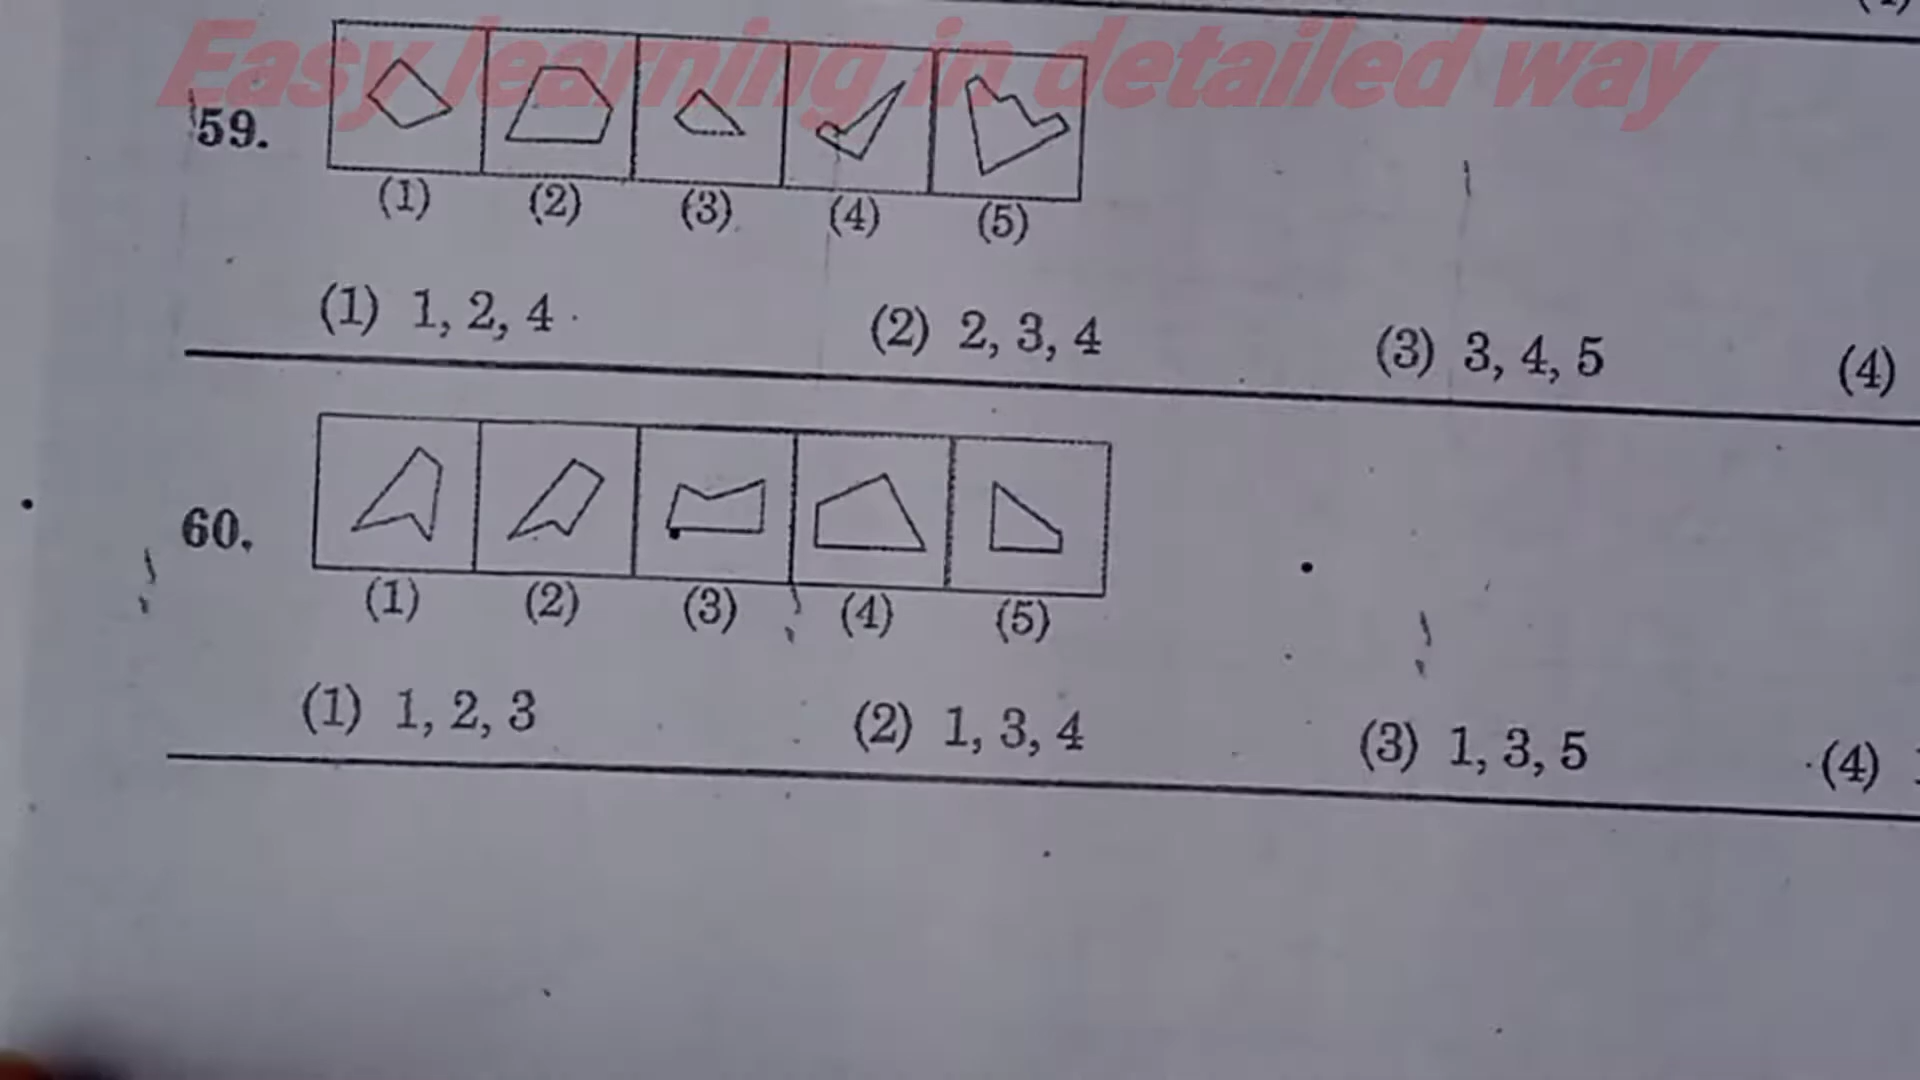 Easy learning in detailed way
59.
(1) (2) (3) (4) (5)
(1) 1, 2, 4 (2) 2, 3, 4 (3) 3, 4, 5 (4)
60.
(1) (2) (3) (4) (5)
(1) 1, 2, 3 (2) 1, 3, 4 (3) 1, 3, 5 (4)